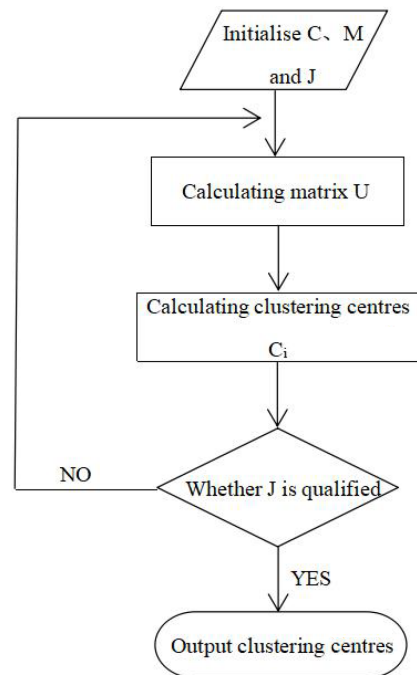 Initialise C、M
and J
Calculating matrix U
Calculating clustering centres
Cᵢ
Whether J is qualified
NO
YES
Output clustering centres